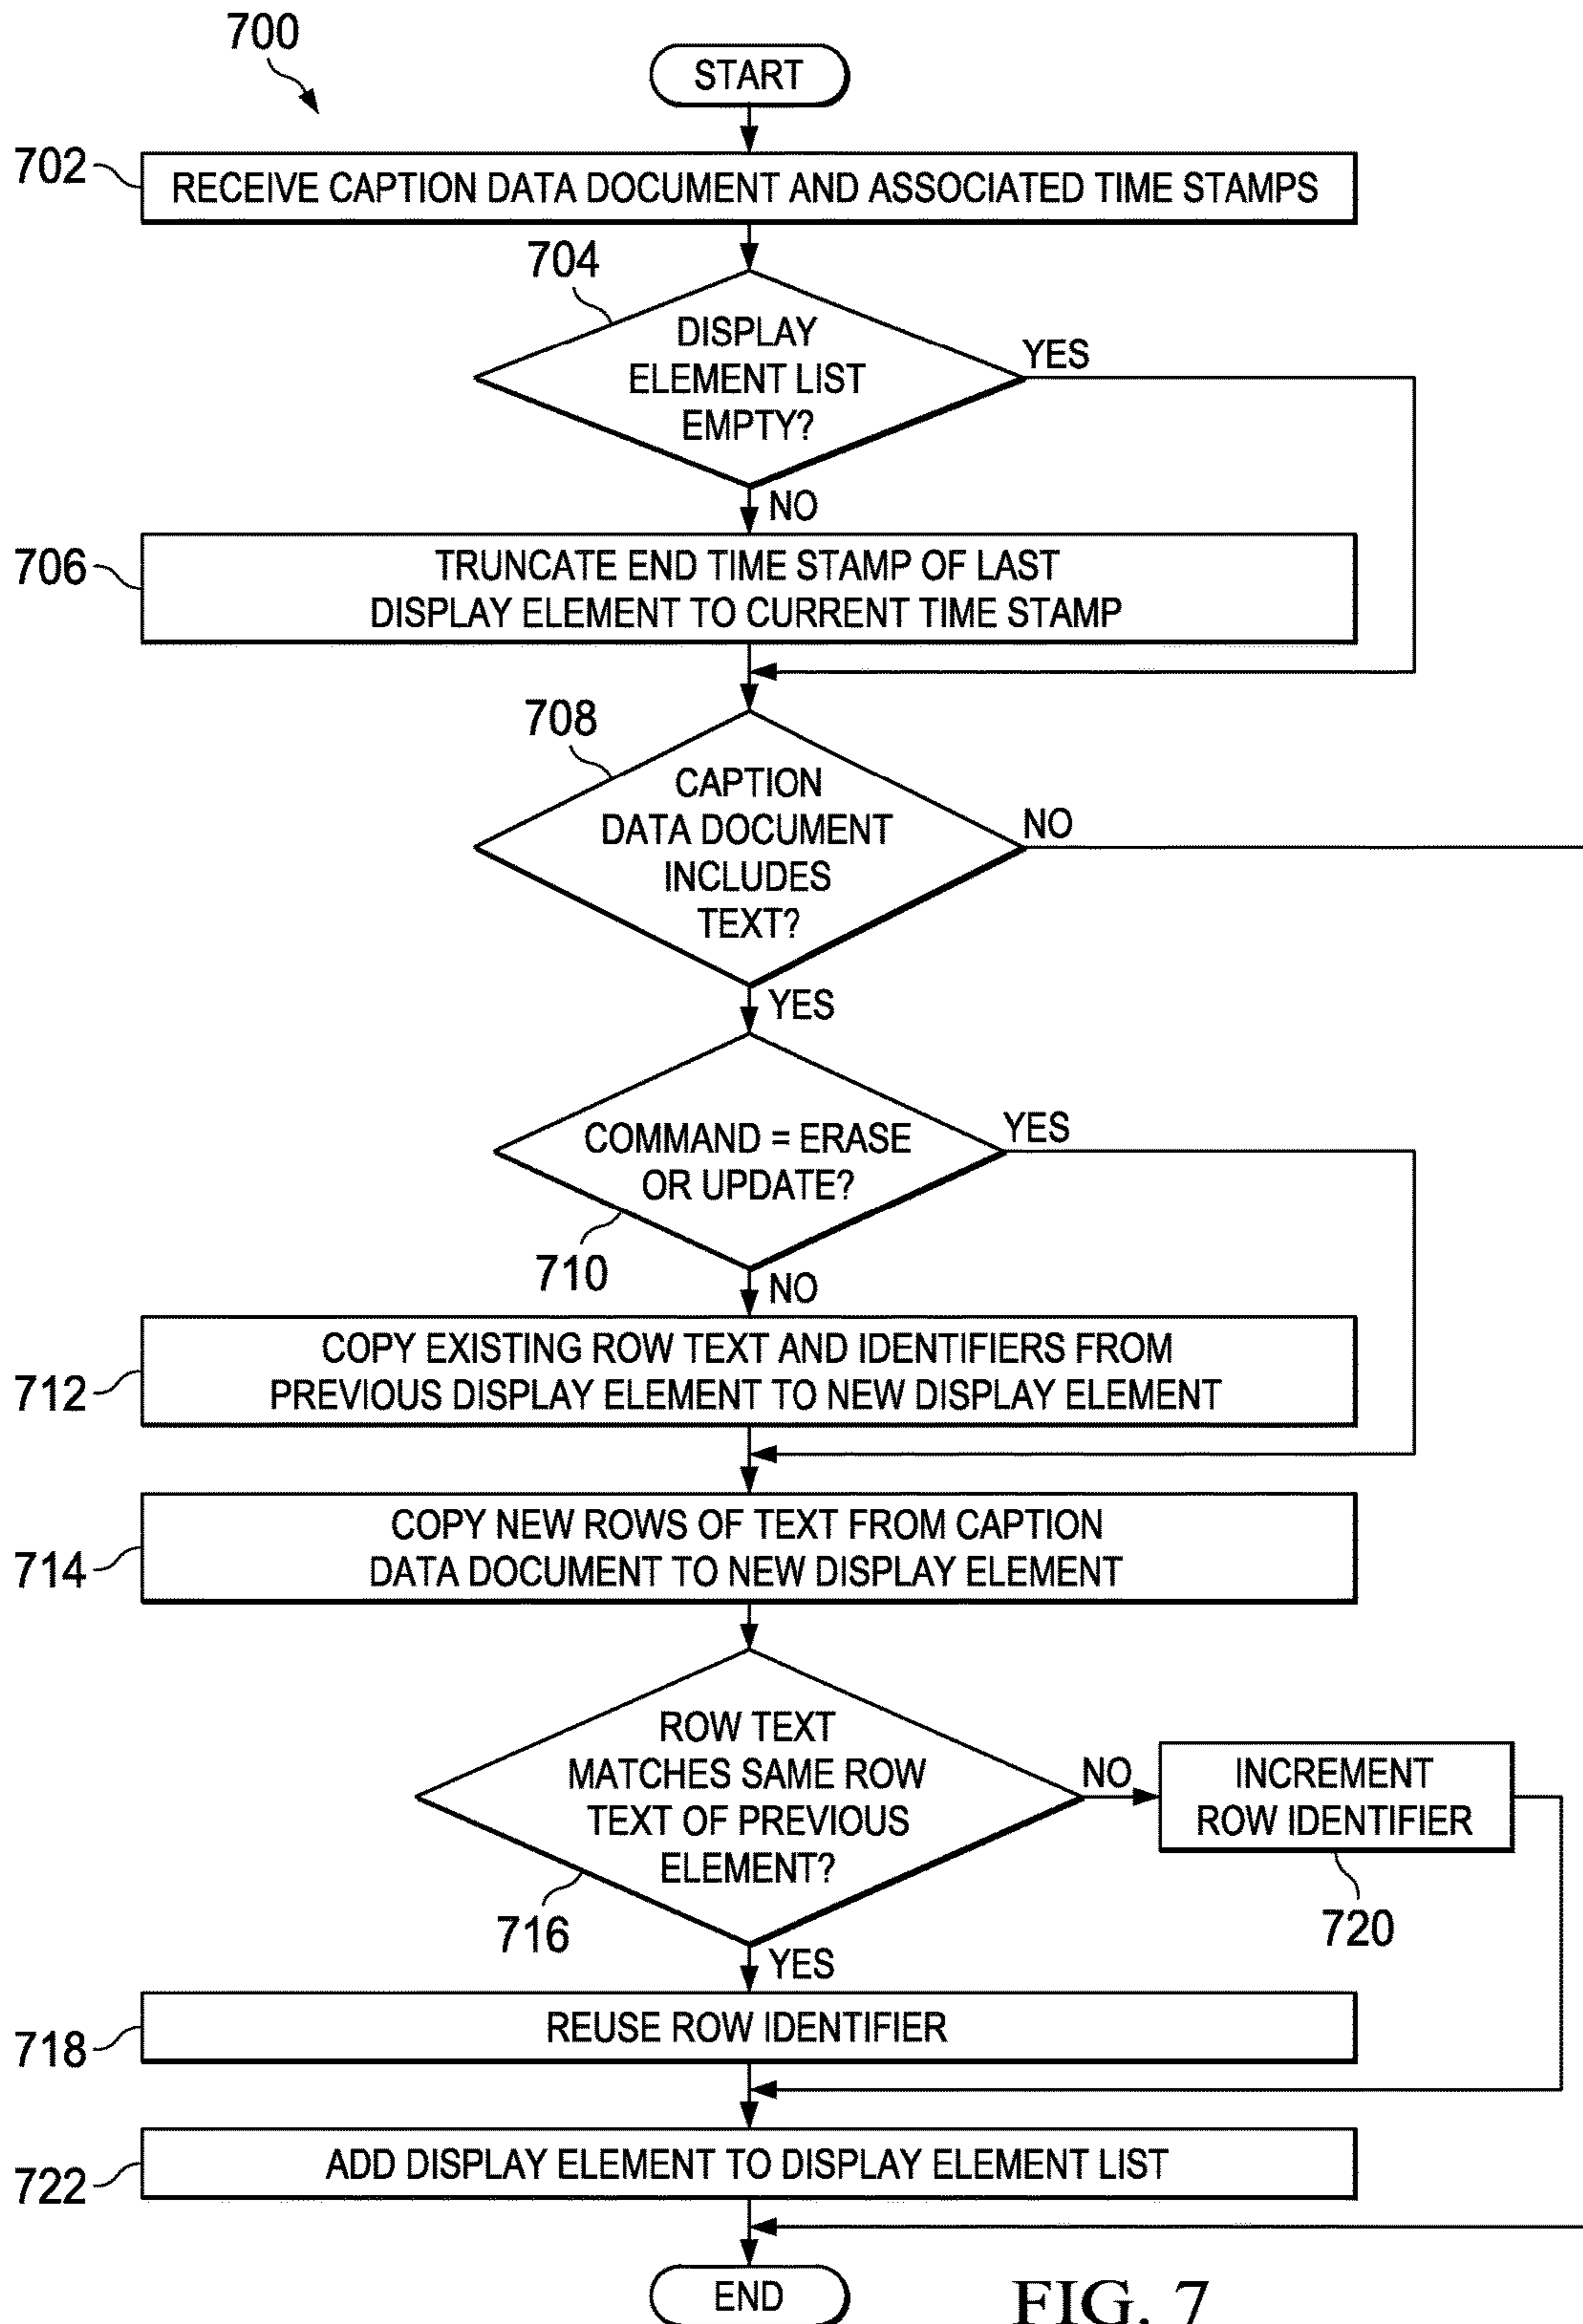 700
START
702
RECEIVE CAPTION DATA DOCUMENT AND ASSOCIATED TIME STAMPS
704
DISPLAY
ELEMENT LIST
EMPTY?
YES
NO
706
TRUNCATE END TIME STAMP OF LAST
DISPLAY ELEMENT TO CURRENT TIME STAMP
708
CAPTION
DATA DOCUMENT
INCLUDES
TEXT?
NO
YES
COMMAND = ERASE
OR UPDATE?
YES
710
NO
712
COPY EXISTING ROW TEXT AND IDENTIFIERS FROM
PREVIOUS DISPLAY ELEMENT TO NEW DISPLAY ELEMENT
714
COPY NEW ROWS OF TEXT FROM CAPTION
DATA DOCUMENT TO NEW DISPLAY ELEMENT
ROW TEXT
MATCHES SAME ROW
TEXT OF PREVIOUS
ELEMENT?
NO
INCREMENT
ROW IDENTIFIER
716
720
YES
718
REUSE ROW IDENTIFIER
722
ADD DISPLAY ELEMENT TO DISPLAY ELEMENT LIST
END
FIG. 7